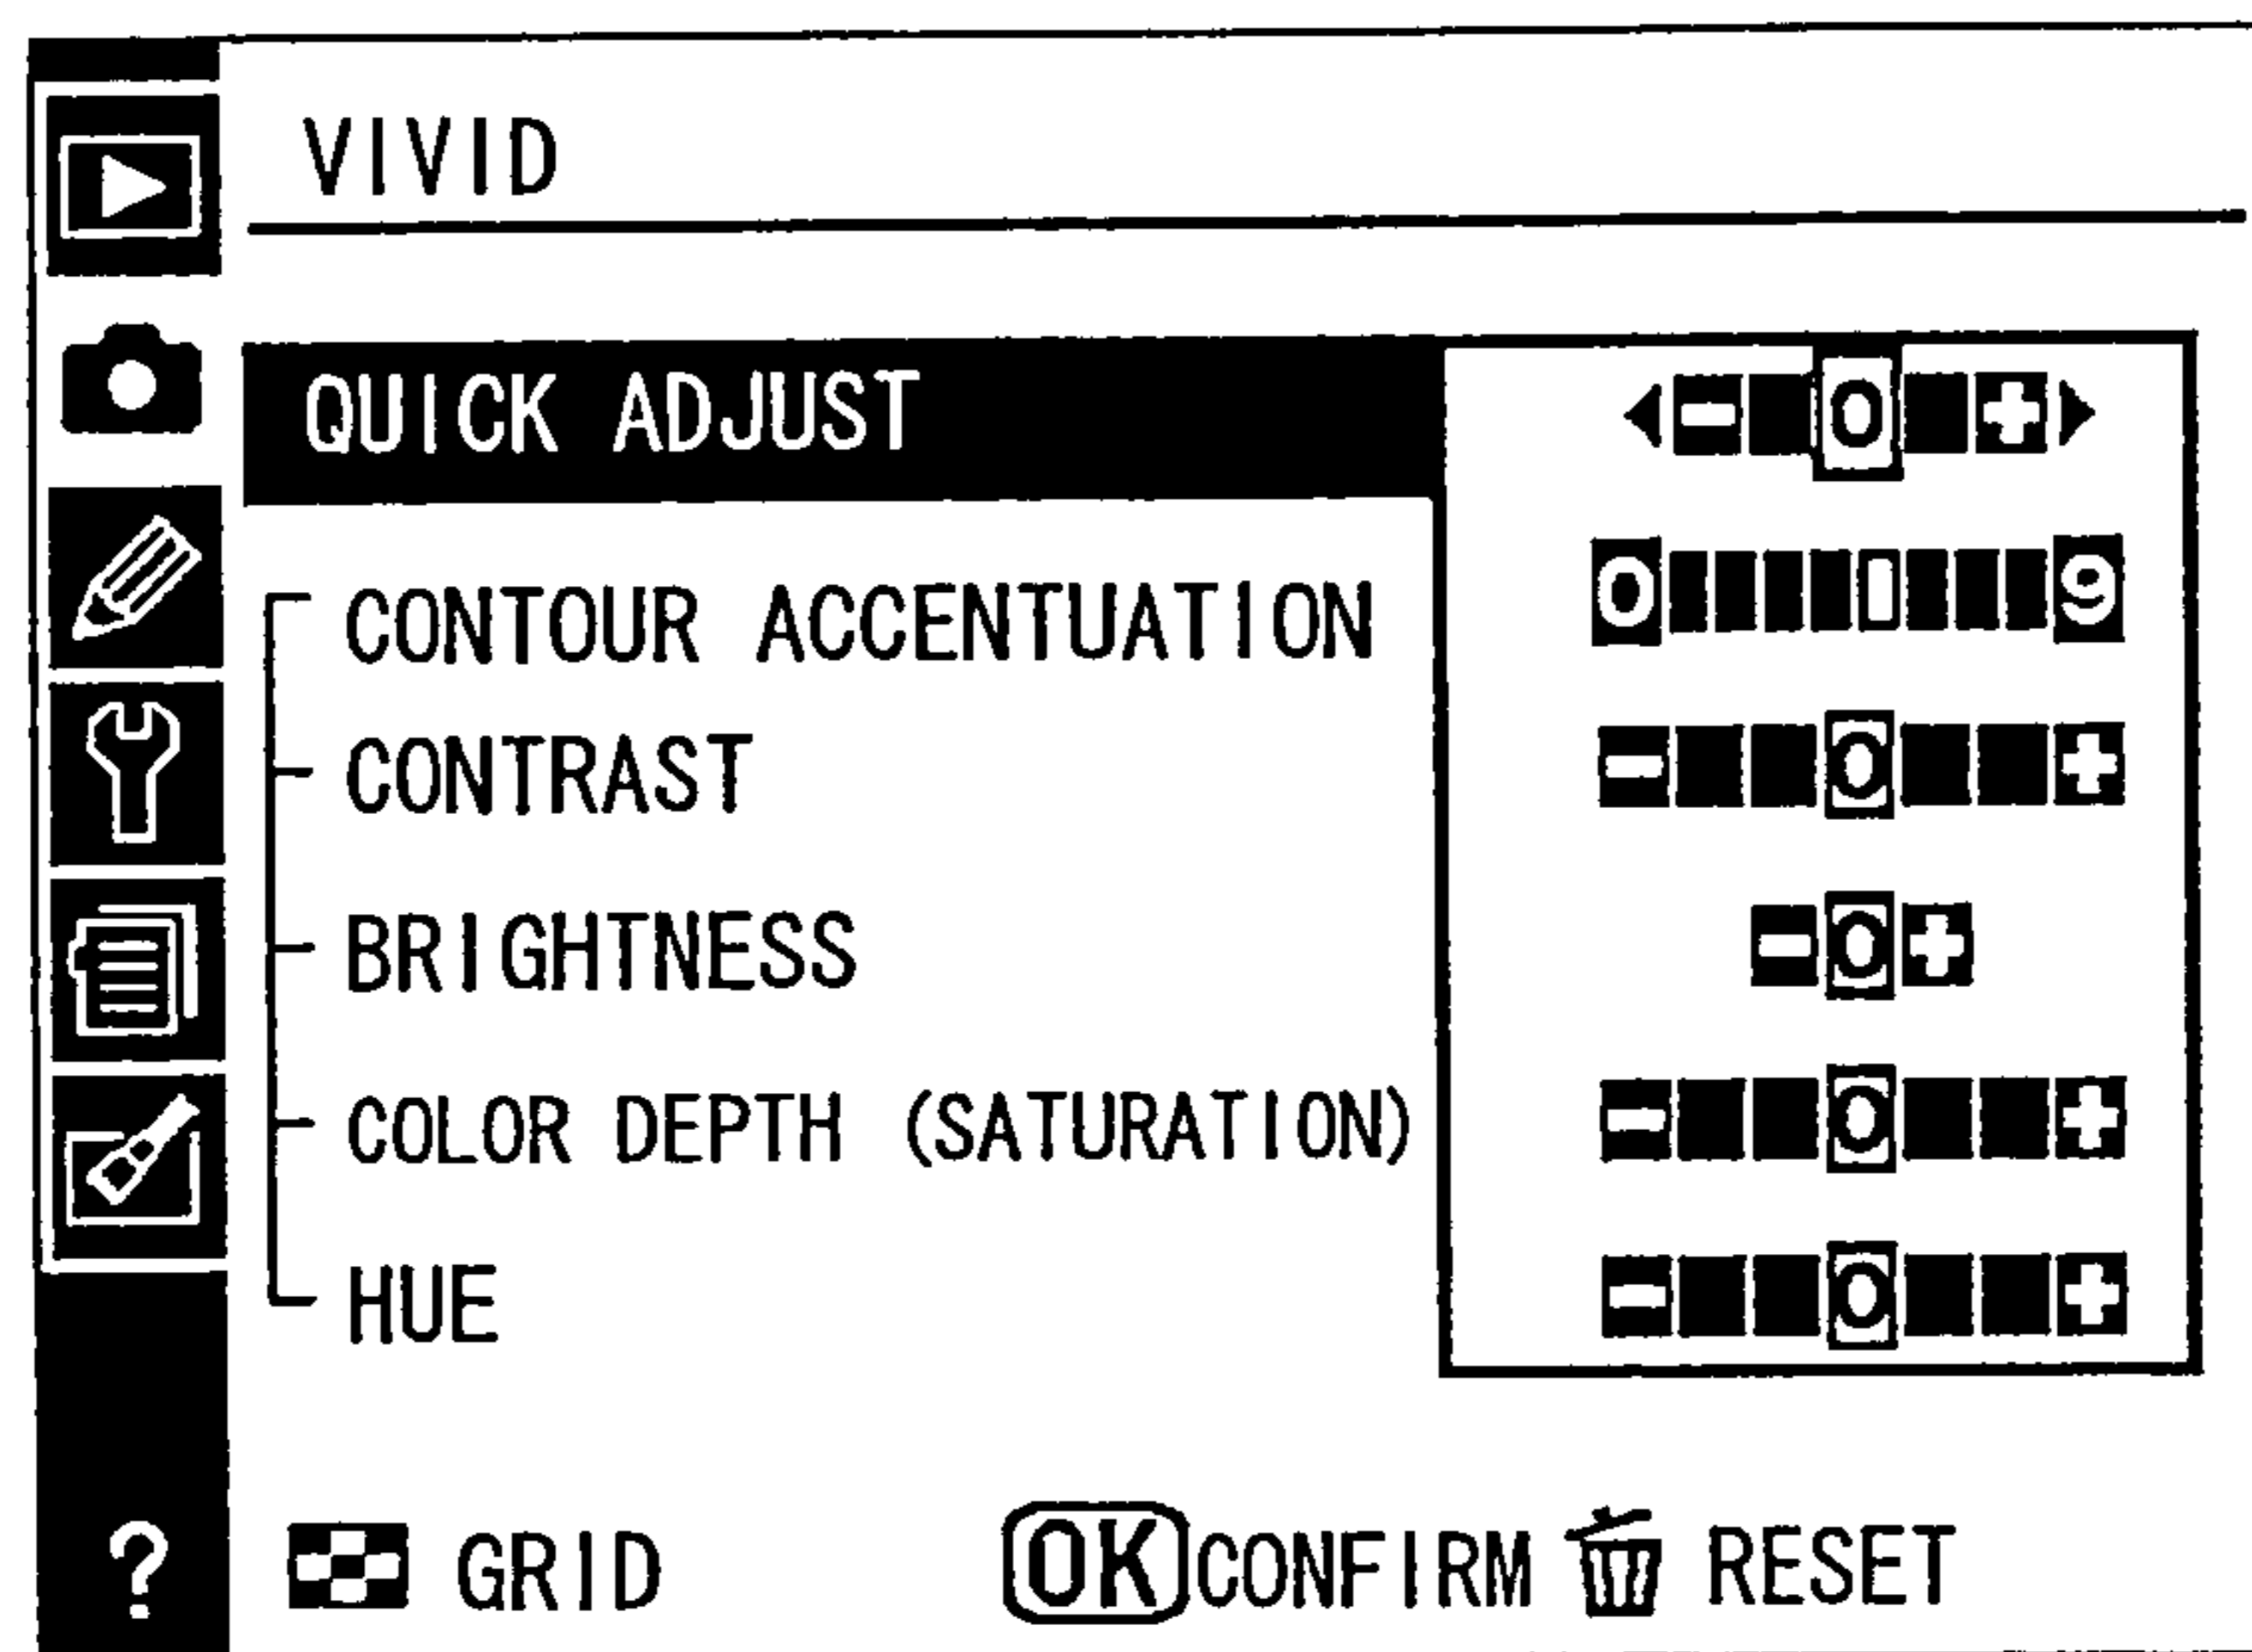 VIVID
QUICK ADJUST - 0 +
CONTOUR ACCENTUATION 0 9
CONTRAST - 0 +
BRIGHTNESS - 0 +
COLOR DEPTH (SATURATION) - 0 +
HUE - 0 +
? GRID OK CONFIRM RESET